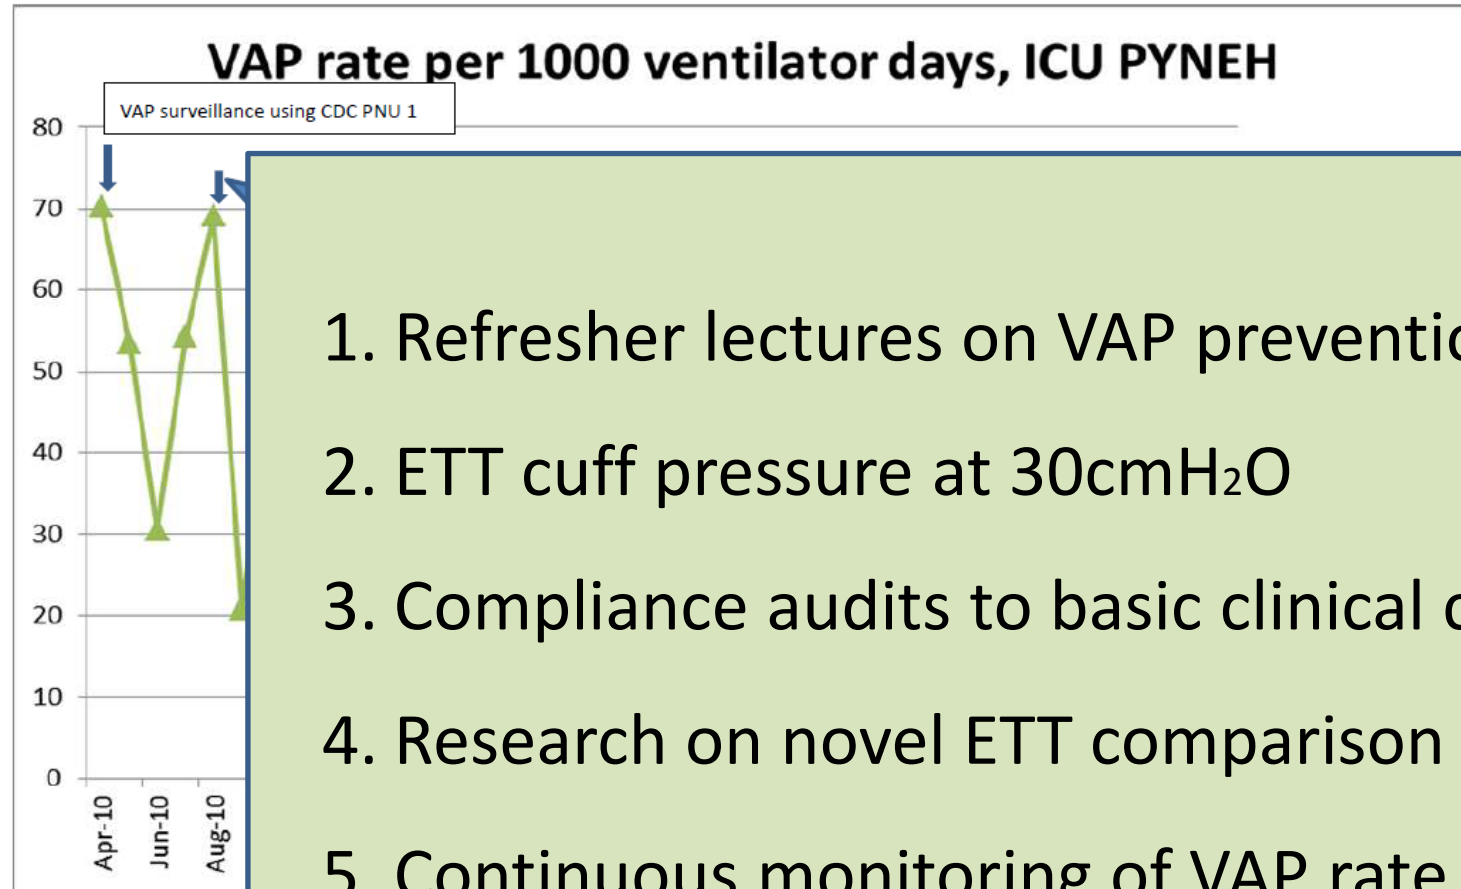 VAP rate per 1000 ventilator days, ICU PYNEH
VAP surveillance using CDC PNU 1
80
70
60
50
40
30
20
10
0
Apr-10
Jun-10
Aug-10
1. Refresher lectures on VAP
2. ETT cuff pressure at 30cmH₂O
3. Compliance audits to basic clinical
4. Research on novel ETT comparison
5. Continuous monitoring of VAP rate